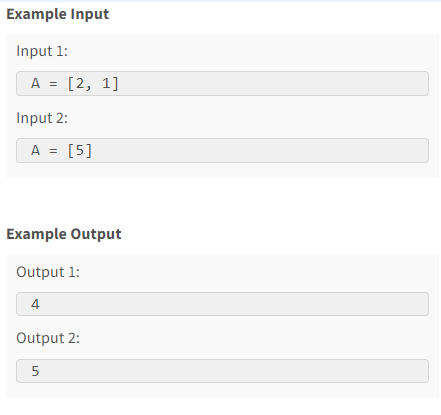 Example Input
Input 1:
A = [2, 1]
Input 2:
A = [5]
Example Output
Output 1:
4
Output 2:
5